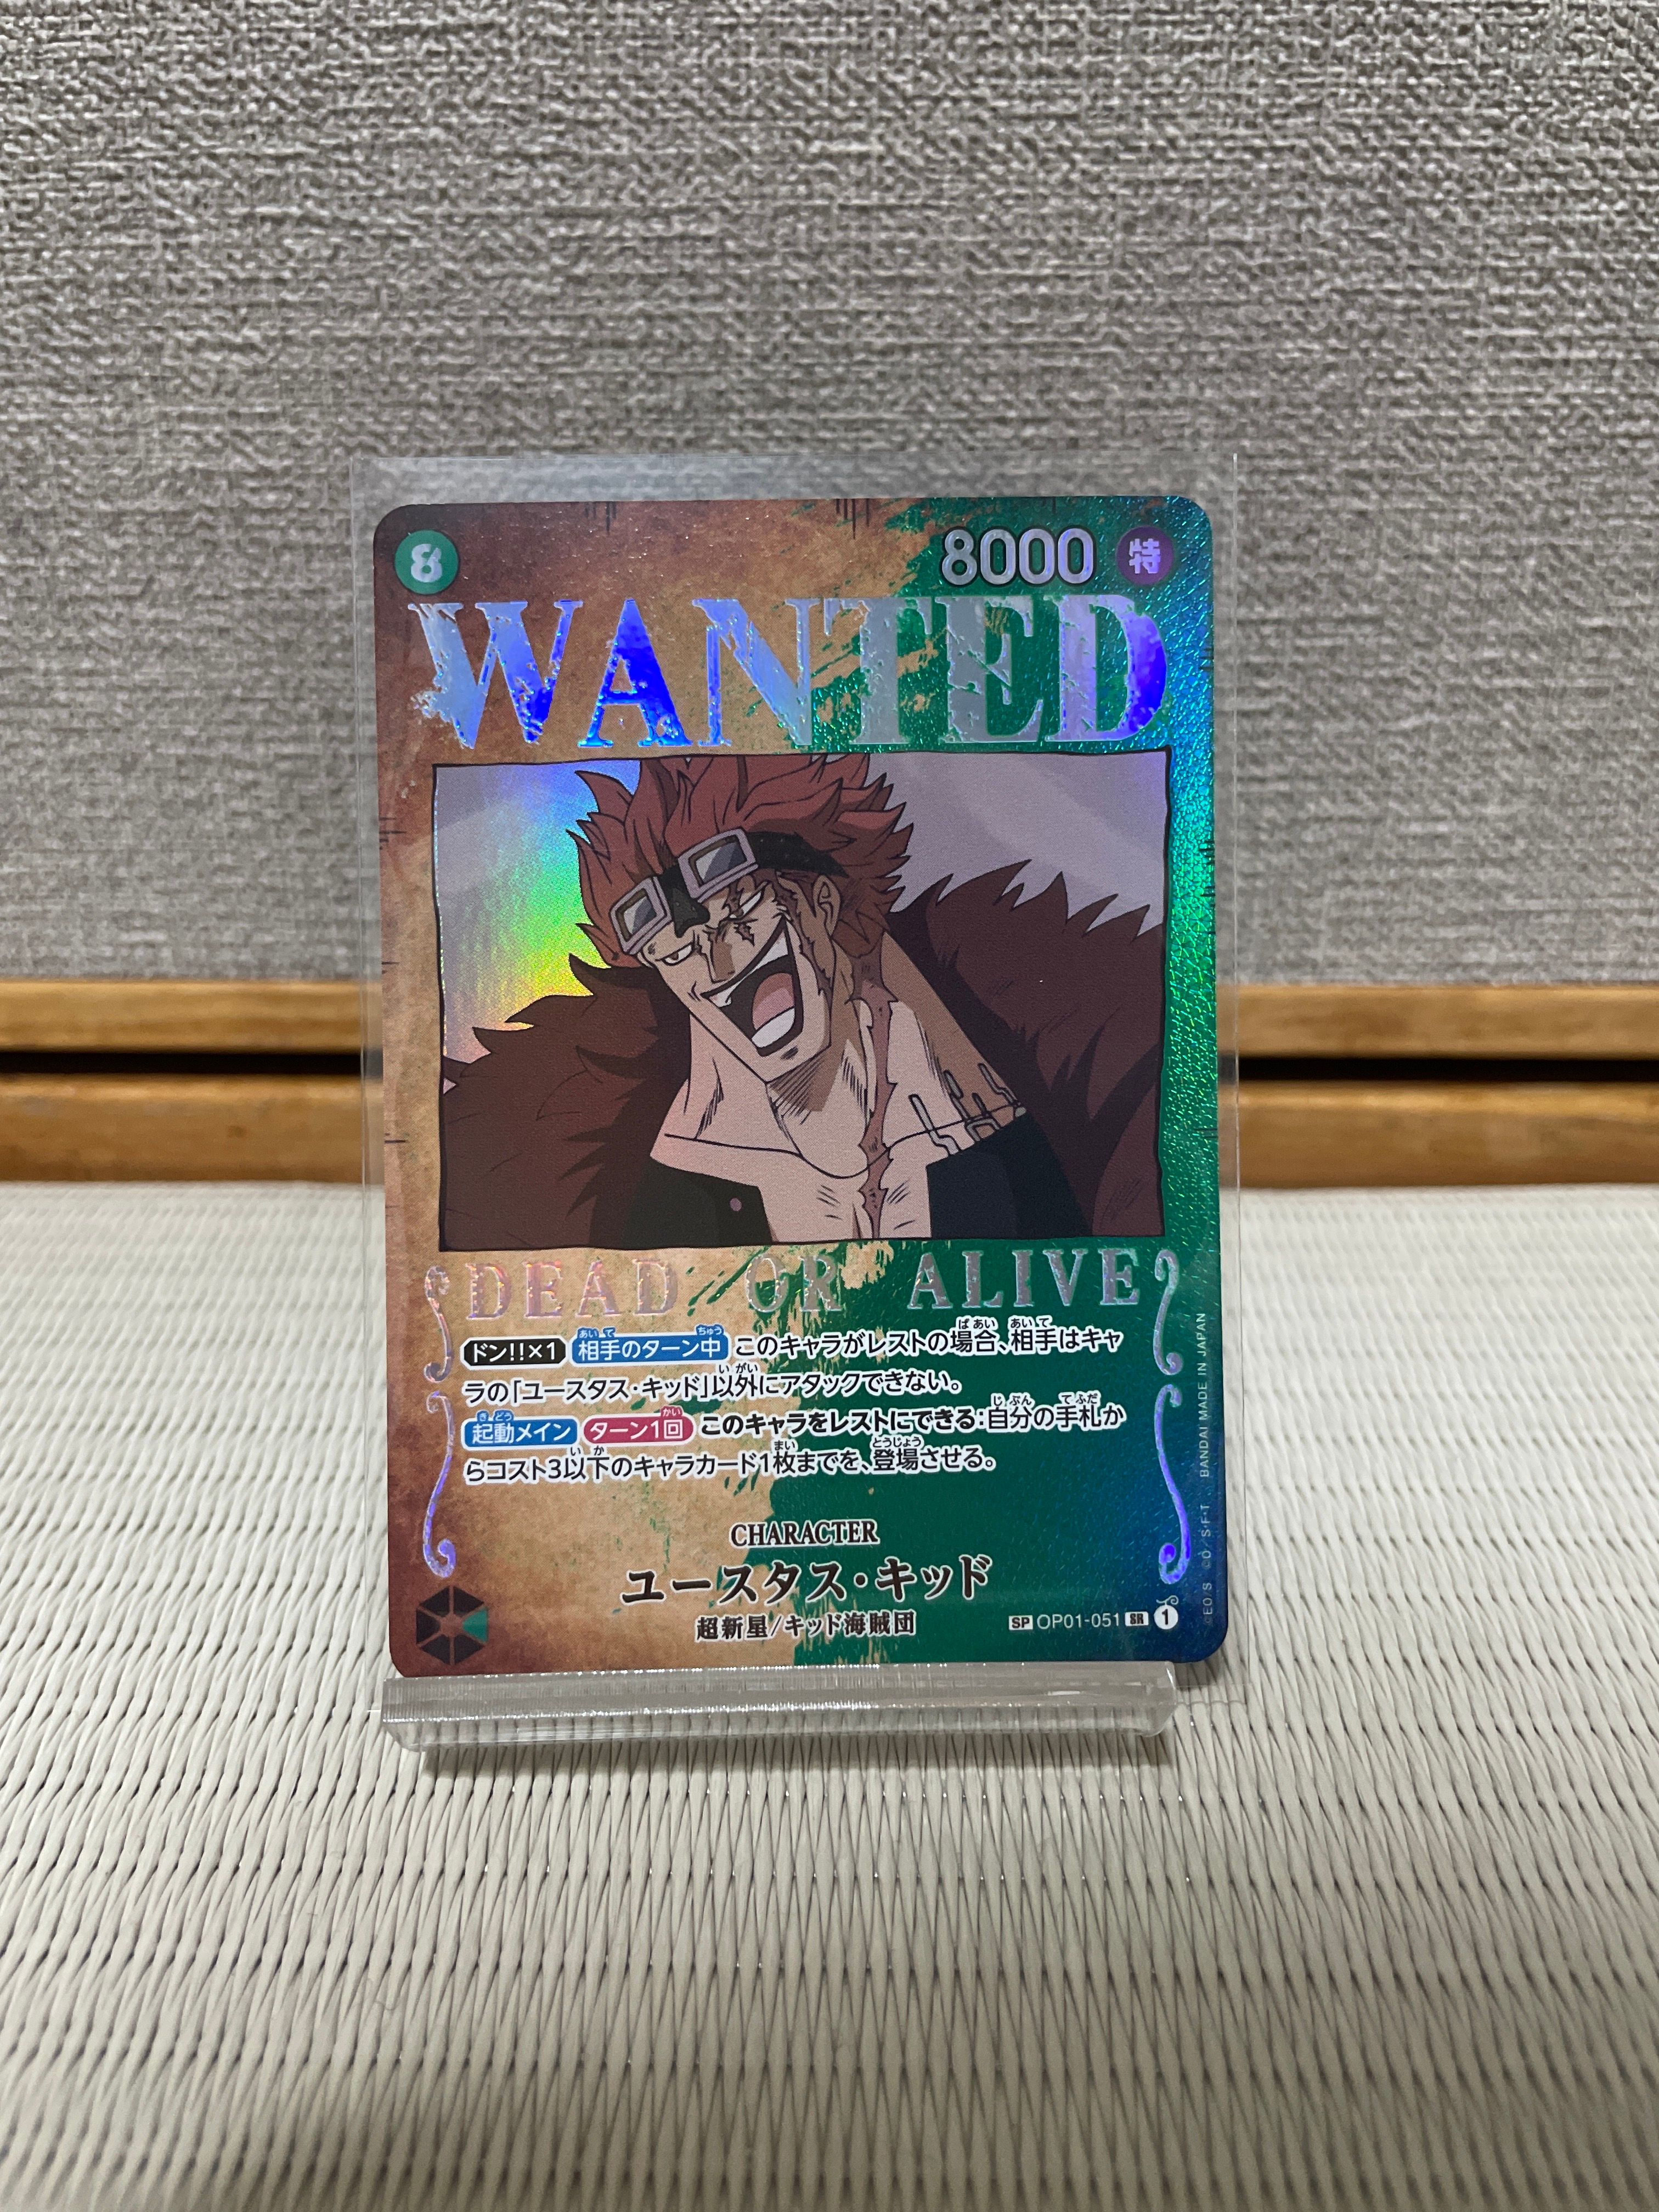 8
8000
特
WANTED
DEAD OR ALIVE
ドン!!×1 相手のターン中 このキャラがレストの場合、相手はキャ
ラの「ユースタス・キッド」以外にアタックできない。
起動メイン ターン1回 このキャラをレストにできる:自分の手札か
らコスト3以下のキャラカード1枚までを、登場させる。
CHARACTER
ユースタス・キッド
超新星/キッド海賊団
SP OP01-051 SR 1
©E.O/S. ©O/S・F・T BANDAI MADE IN JAPAN